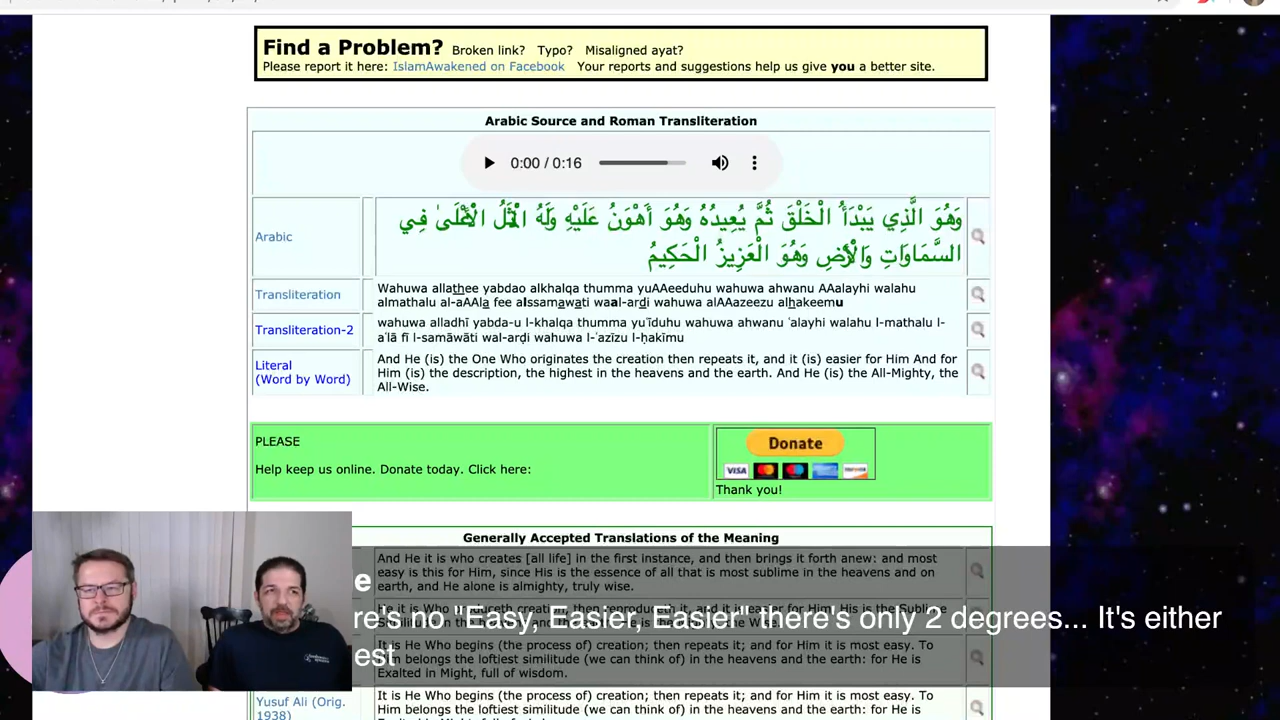 Find a Problem? Broken link? Typo? Misaligned ayat?
Please report it here: IslamAwakened on Facebook Your reports and suggestions help us give you a better site.
Arabic Source and Roman Transliteration
0:00 / 0:16
Arabic
وَهُوَ الَّذِي يَبْدَأُ الْخَلْقَ ثُمَّ يُعِيدُهُ وَهُوَ أَهْوَنُ عَلَيْهِ وَلَهُ الْمَثَلُ الْأَعْلَىٰ فِي
السَّمَاوَاتِ وَالْأَرْضِ وَهُوَ الْعَزِيزُ الْحَكِيمُ
Transliteration
Wahuwa allathee yabdao alkhalqa thumma yuAAeeduhu wahuwa ahwanu AAalayhi walahu
almathalu al-aAAla fee alssamawati waal-ardi wahuwa alAAazeezu alhakeemu
Transliteration-2
wahuwa alladhī yabda-u l-khalqa thumma yuʿīduhu wahuwa ahwanu ʿalayhi walahu l-mathalu l-
aʿlā fī l-samāwāti wal-arḍi wahuwa l-ʿazīzu l-ḥakīmu
Literal
(Word by Word)
And He (is) the One Who originates the creation then repeats it, and it (is) easier for Him And for
Him (is) the description, the highest in the heavens and the earth. And He (is) the All-Mighty, the
All-Wise.
PLEASE
Help keep us online. Donate today. Click here:
Donate
VISA
Thank you!
Generally Accepted Translations of the Meaning
And He it is who creates [all life] in the first instance, and then brings it forth anew: and most
easy is this for Him, since His is the essence of all that is most sublime in the heavens and on
earth, and He alone is almighty, truly wise.
e
re's no "Easy, Easier, Easier" there's only 2 degrees... It's either
est
It is He Who begins (the process of) creation; then repeats it; and for Him it is most easy. To
Him belongs the loftiest similitude (we can think of) in the heavens and the earth: for He is
Exalted in Might, full of wisdom.
Yusuf Ali (Orig.
1938)
It is He Who begins (the process of) creation; then repeats it; and for Him it is most easy. To
Him belongs the loftiest similitude (we can think of) in the heavens and the earth: for He is